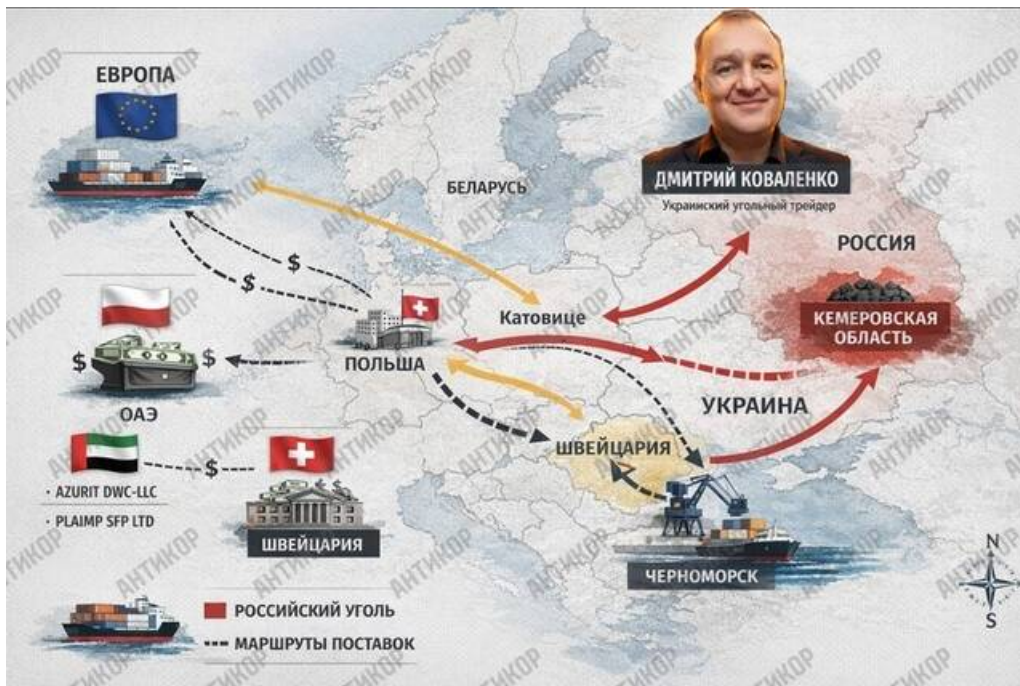 ЕВРОПА
БЕЛАРУСЬ
ДМИТРИЙ КОВАЛЕНКО
Украинский угольный трейдер
РОССИЯ
КЕМЕРОВСКАЯ
ОБЛАСТЬ
$
$
Катовице
ПОЛЬША
$
$
ОАЭ
УКРАИНА
ШВЕЙЦАРИЯ
$
· AZURIT DWC-LLC
· PLAIMP SFP LTD
ШВЕЙЦАРИЯ
ЧЕРНОМОРСК
N
S
РОССИЙСКИЙ УГОЛЬ
МАРШРУТЫ ПОСТАВОК
АНТИКОР